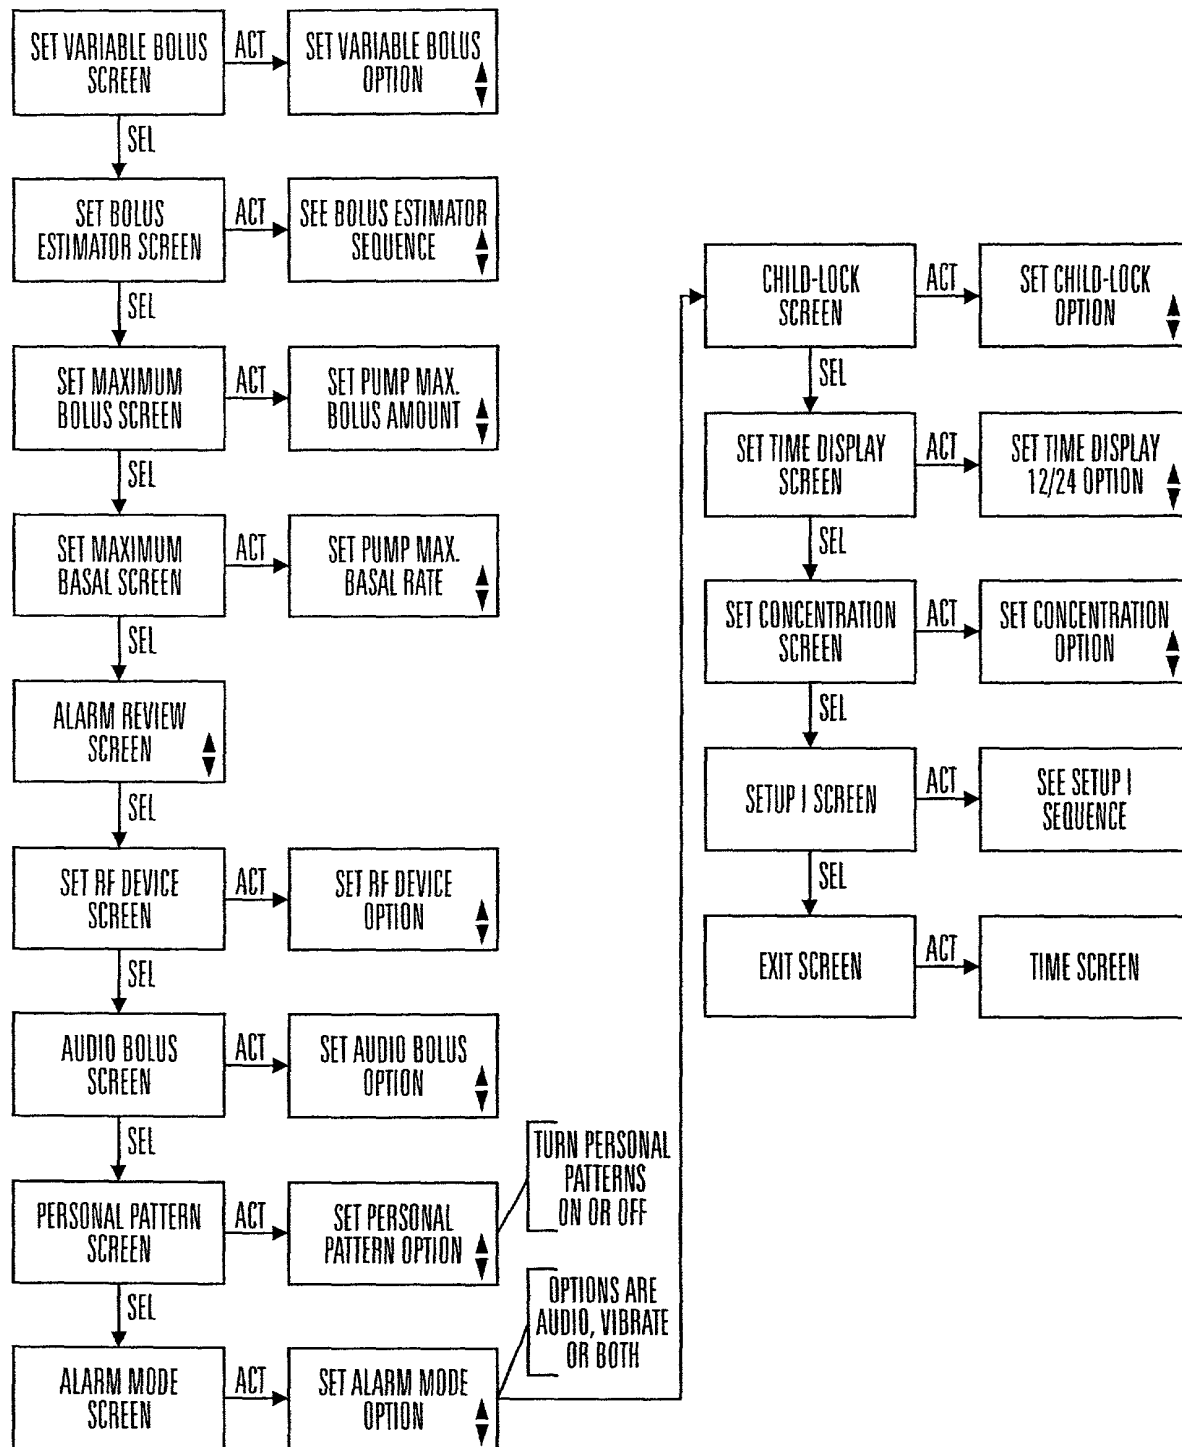 SET VARIABLE BOLUS
SCREEN
ACT
SET VARIABLE BOLUS
OPTION
SEL
SET BOLUS
ESTIMATOR SCREEN
ACT
SEE BOLUS ESTIMATOR
SEQUENCE
SEL
SET MAXIMUM
BOLUS SCREEN
ACT
SET PUMP MAX.
BOLUS AMOUNT
SEL
SET MAXIMUM
BASAL SCREEN
ACT
SET PUMP MAX.
BASAL RATE
SEL
ALARM REVIEW
SCREEN
SEL
SET RF DEVICE
SCREEN
ACT
SET RF DEVICE
OPTION
SEL
AUDIO BOLUS
SCREEN
ACT
SET AUDIO BOLUS
OPTION
SEL
PERSONAL PATTERN
SCREEN
ACT
SET PERSONAL
PATTERN OPTION
TURN PERSONAL
PATTERNS
ON OR OFF
SEL
ALARM MODE
SCREEN
ACT
SET ALARM MODE
OPTION
OPTIONS ARE
AUDIO, VIBRATE
OR BOTH
CHILD-LOCK
SCREEN
ACT
SET CHILD-LOCK
OPTION
SEL
SET TIME DISPLAY
SCREEN
ACT
SET TIME DISPLAY
12/24 OPTION
SEL
SET CONCENTRATION
SCREEN
ACT
SET CONCENTRATION
OPTION
SEL
SETUP I SCREEN
ACT
SEE SETUP I
SEQUENCE
SEL
EXIT SCREEN
ACT
TIME SCREEN